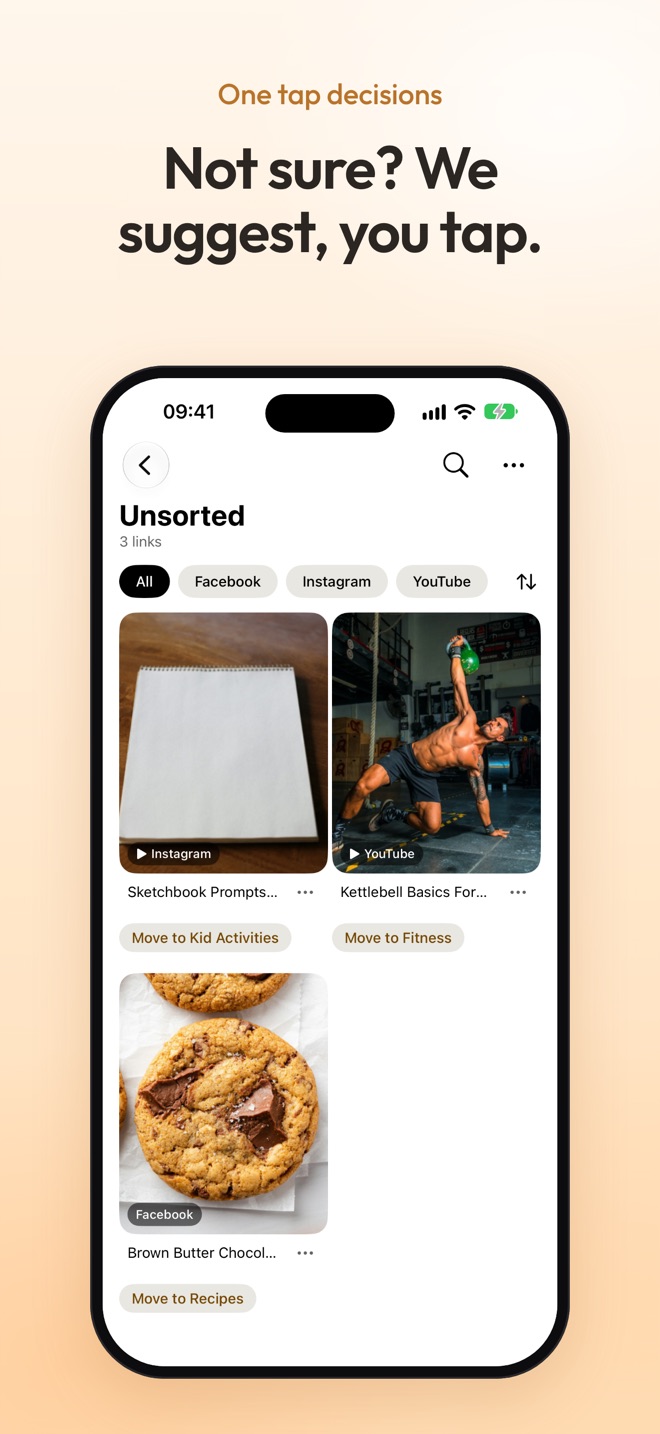 One tap decisions
Not sure? We
suggest, you tap.
09:41
Unsorted
3 links
All
Facebook
Instagram
YouTube
Instagram
YouTube
Sketchbook Prompts...
Kettlebell Basics For...
Move to Kid Activities
Move to Fitness
Facebook
Brown Butter Chocol...
Move to Recipes